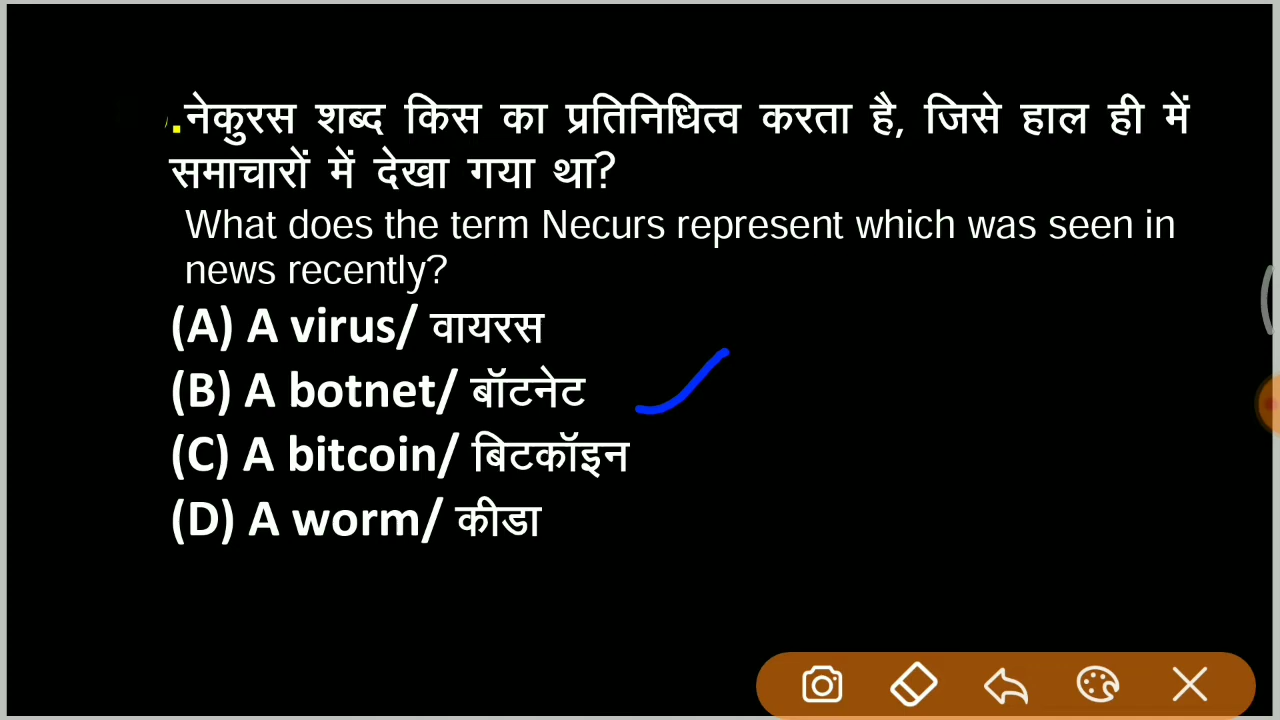 .नेकुरस शब्द किस का प्रतिनिधित्व करता है, जिसे हाल ही में
समाचारों में देखा गया था?
What does the term Necurs represent which was seen in
news recently?
(A) A virus/ वायरस
(B) A botnet/ बॉटनेट
(C) A bitcoin/ बिटकॉइन
(D) A worm/ कीडा